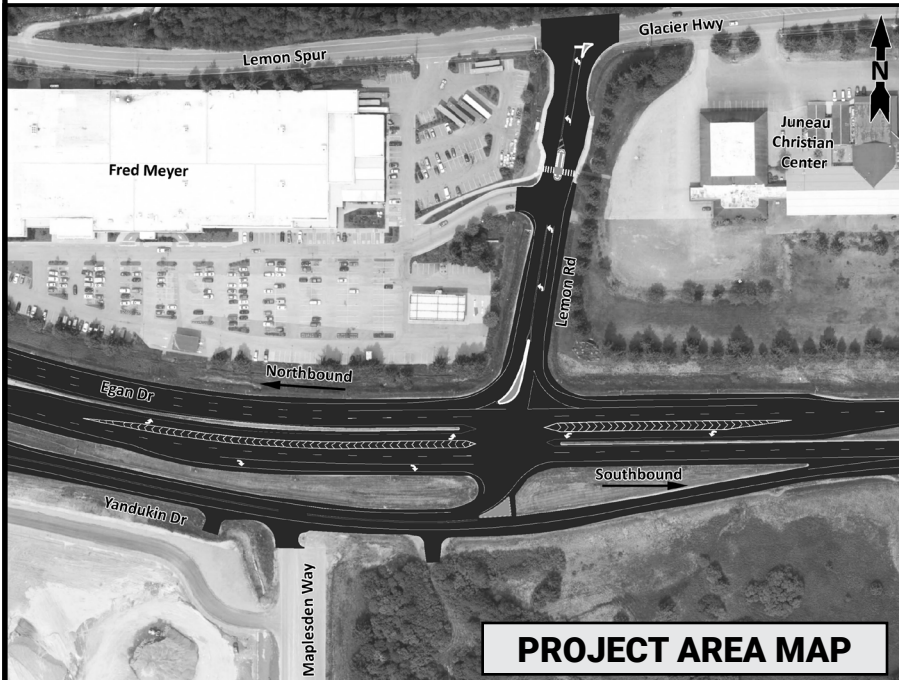 Lemon Spur
Glacier Hwy
N
Fred Meyer
Juneau
Christian
Center
Lemon Rd
Northbound
Egan Dr
Southbound
Yandukin Dr
Maplesden Way
PROJECT AREA MAP